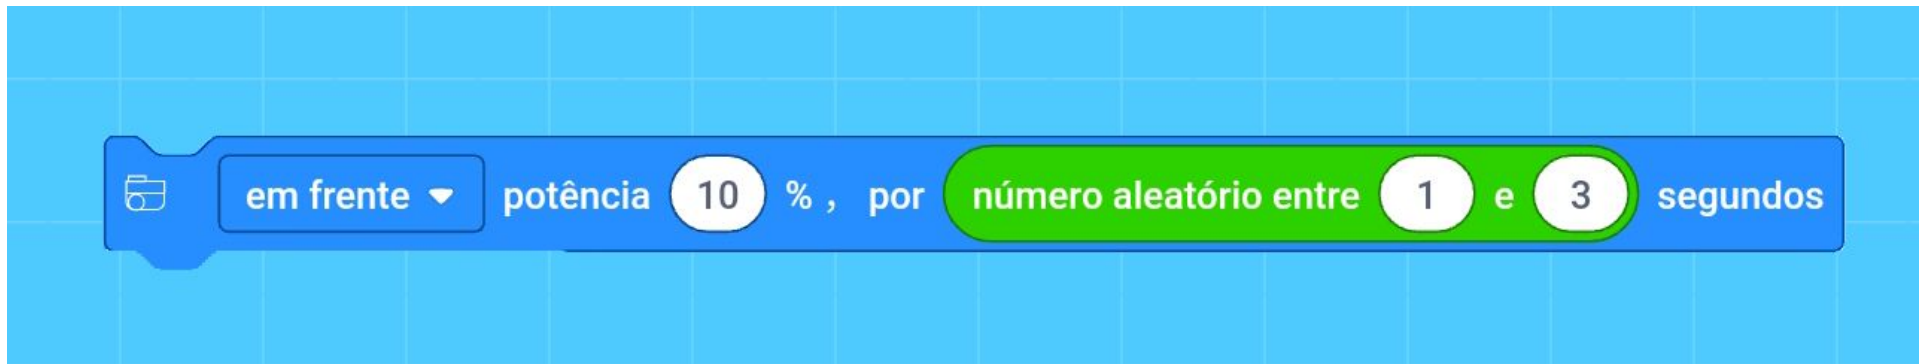 em frente potência 10 %, por número aleatório entre 1 e 3 segundos